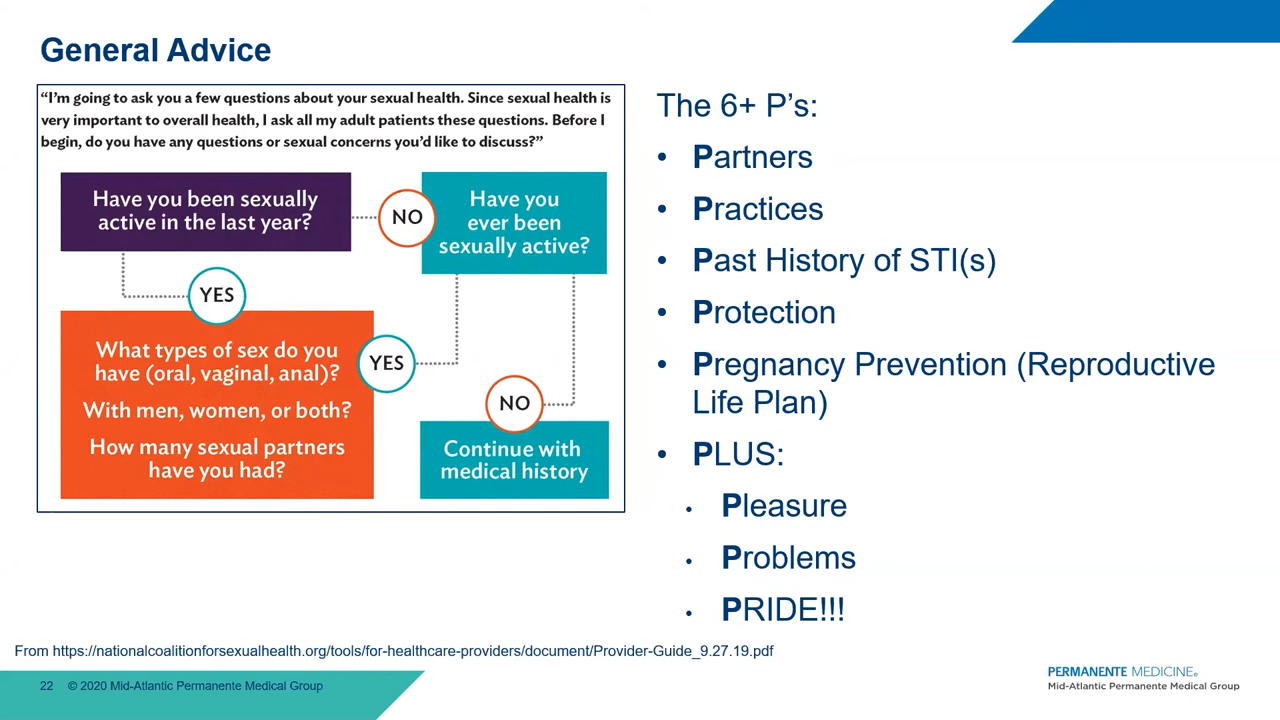 General Advice
“I’m going to ask you a few questions about your sexual health. Since sexual health is
very important to overall health, I ask all my adult patients these questions. Before I
begin, do you have any questions or sexual concerns you’d like to discuss?”
Have you been sexually
active in the last year?
NO
Have you
ever been
sexually active?
YES
What types of sex do you
have (oral, vaginal, anal)?
With men, women, or both?
How many sexual partners
have you had?
YES
NO
Continue with
medical history
The 6+ P’s:
• Partners
• Practices
• Past History of STI(s)
• Protection
• Pregnancy Prevention (Reproductive
Life Plan)
• PLUS:
• Pleasure
• Problems
• PRIDE!!!
From https://nationalcoalitionforsexualhealth.org/tools/for-healthcare-providers/document/Provider-Guide_9.27.19.pdf
22 © 2020 Mid-Atlantic Permanente Medical Group
PERMANENTE MEDICINE®
Mid-Atlantic Permanente Medical Group